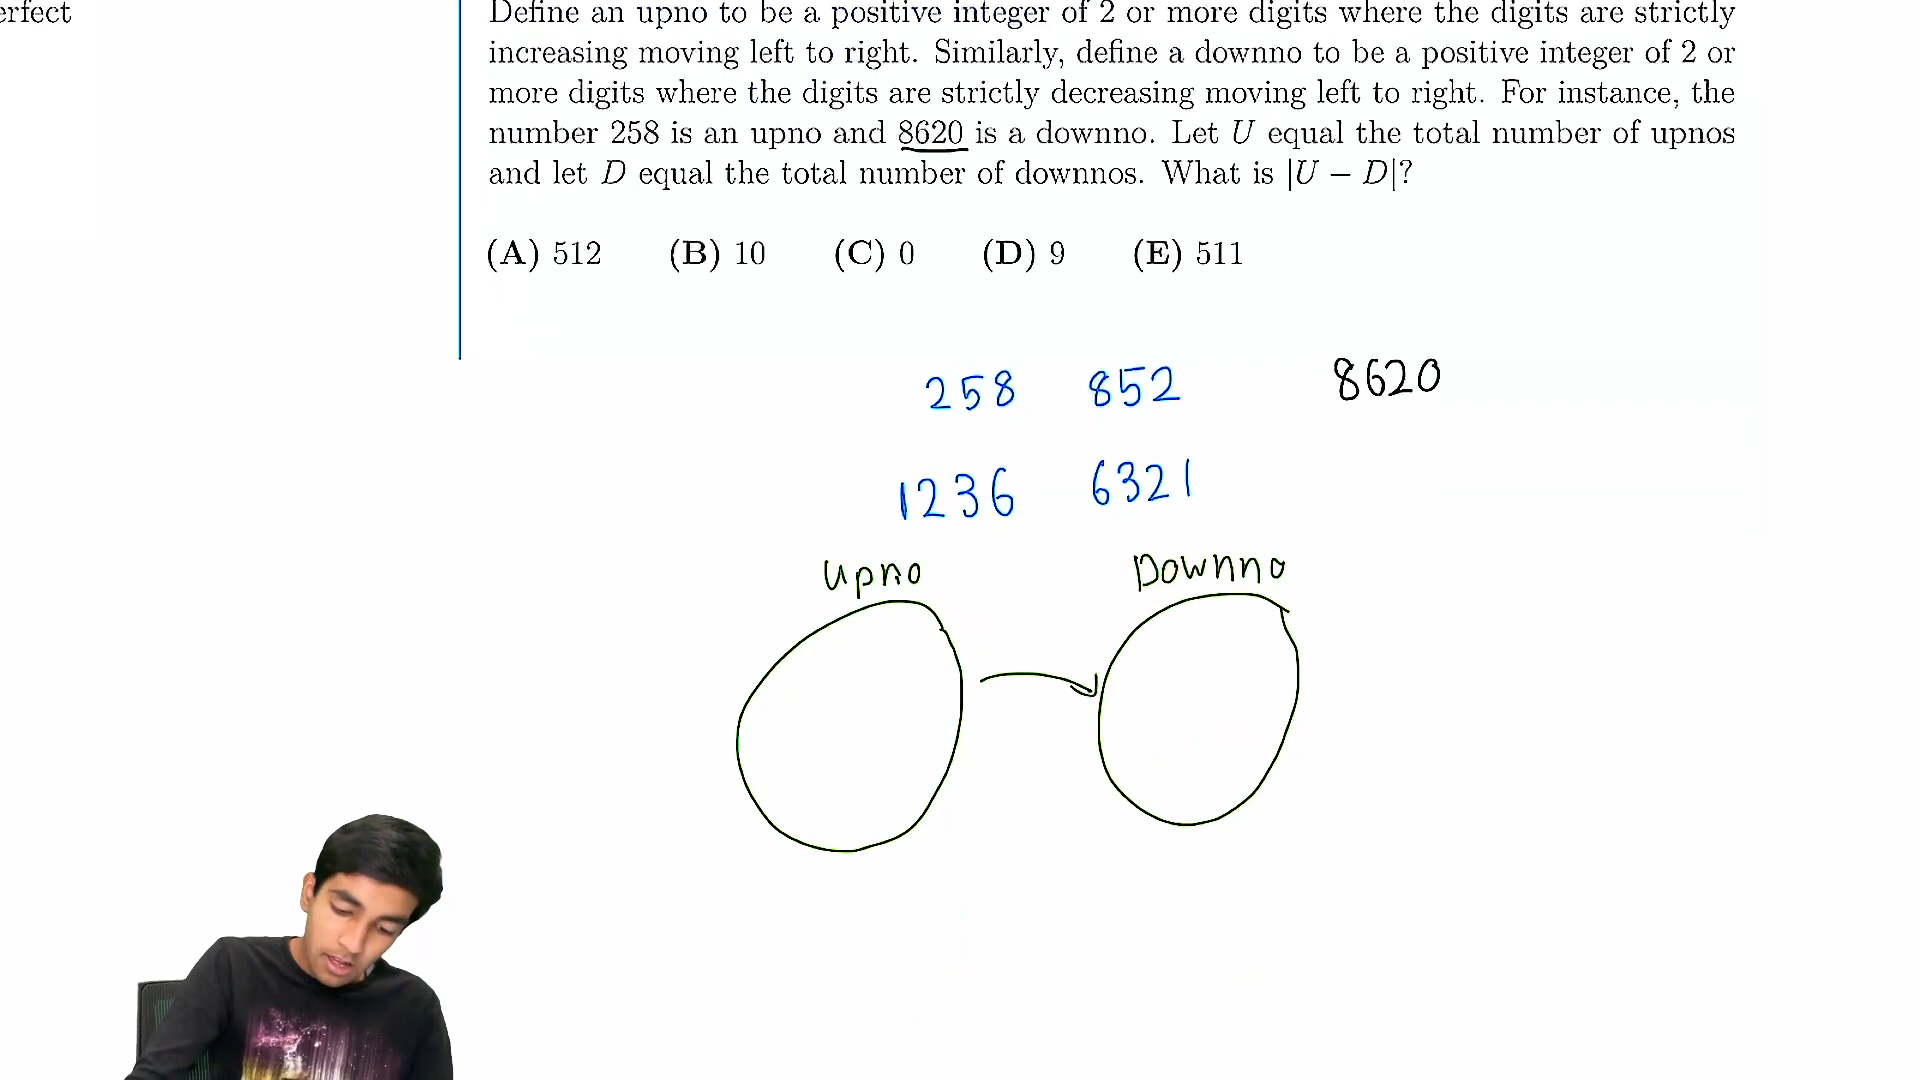 erfect
Define an upno to be a positive integer of 2 or more digits where the digits are strictly
increasing moving left to right. Similarly, define a downno to be a positive integer of 2 or
more digits where the digits are strictly decreasing moving left to right. For instance, the
number 258 is an upno and 8620 is a downno. Let U equal the total number of upnos
and let D equal the total number of downnos. What is |U − D|?
(A) 512 (B) 10 (C) 0 (D) 9 (E) 511
258 852 8620
1236 6321
Upno Downno